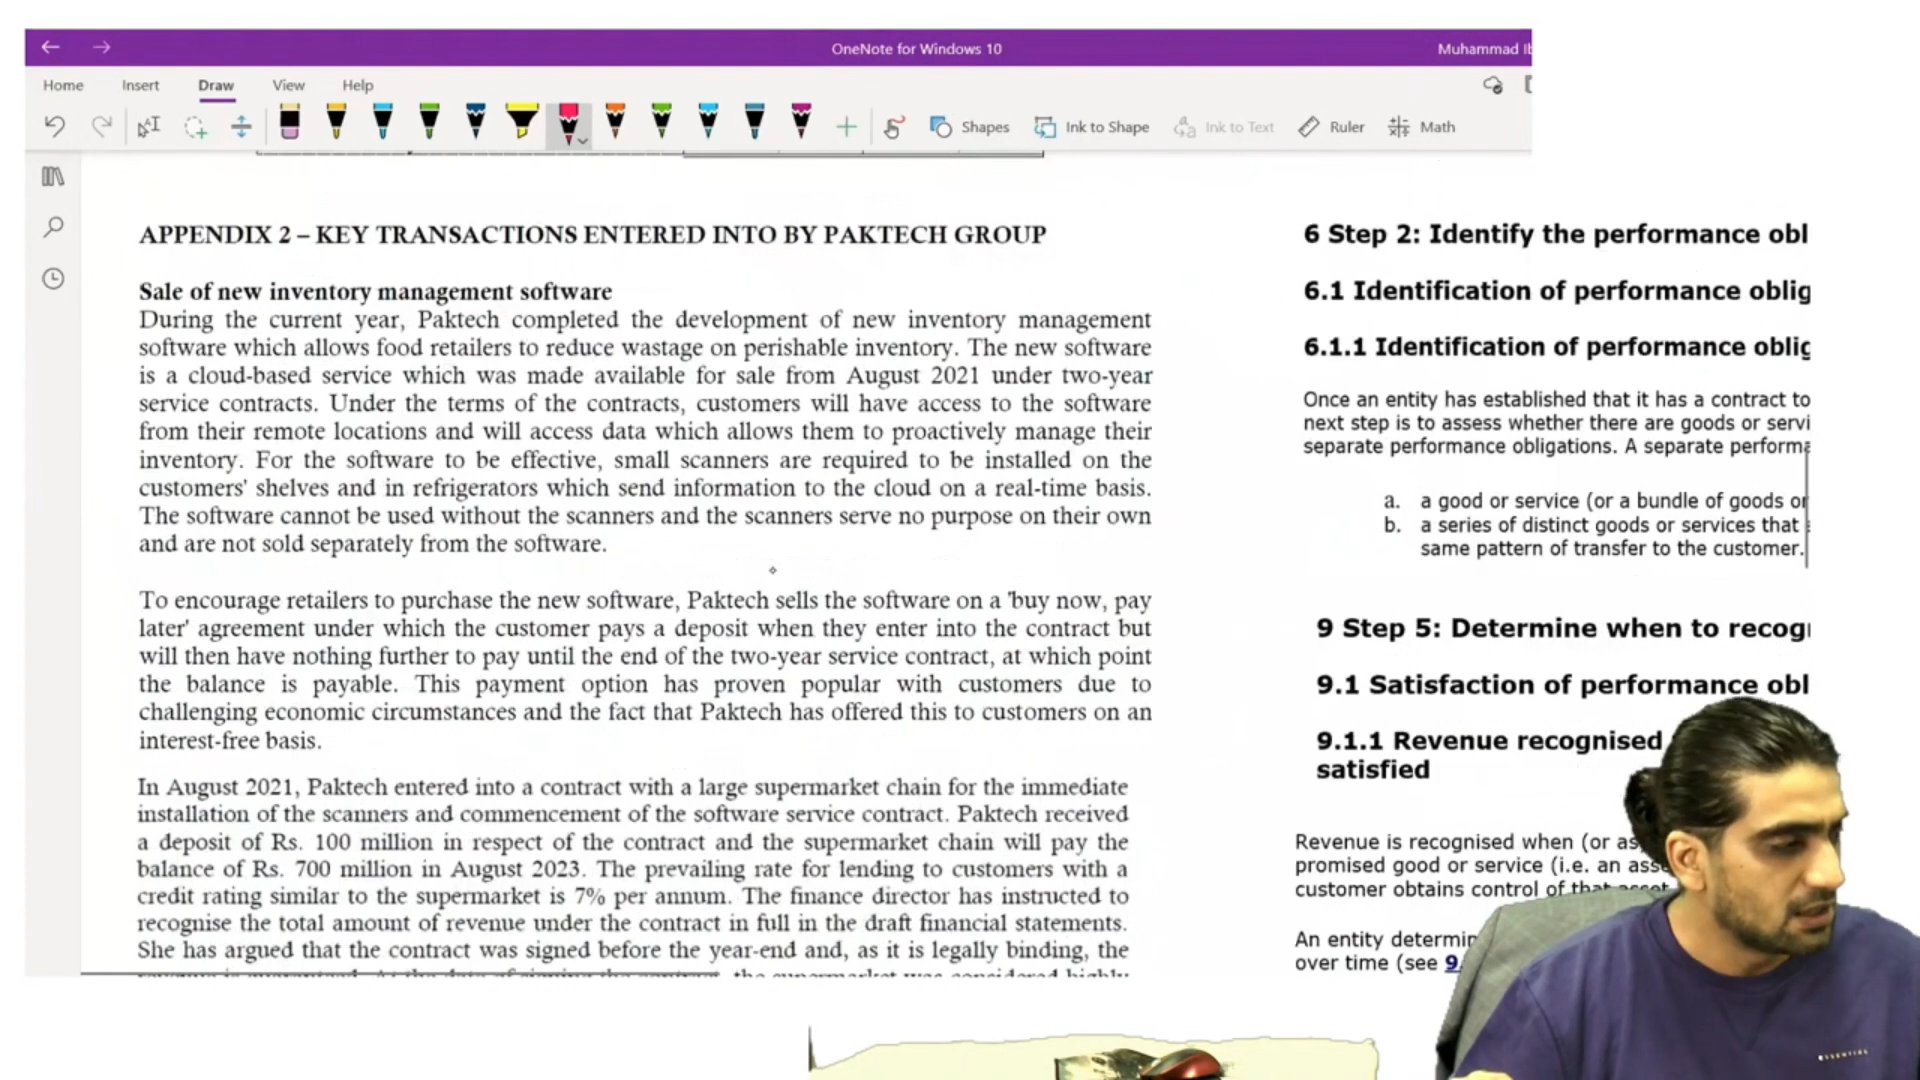 OneNote for Windows 10
Muhammad Ib
Home Insert Draw View Help
Shapes Ink to Shape Ink to Text Ruler Math
APPENDIX 2 – KEY TRANSACTIONS ENTERED INTO BY PAKTECH GROUP
Sale of new inventory management software
During the current year, Paktech completed the development of new inventory management
software which allows food retailers to reduce wastage on perishable inventory. The new software
is a cloud-based service which was made available for sale from August 2021 under two-year
service contracts. Under the terms of the contracts, customers will have access to the software
from their remote locations and will access data which allows them to proactively manage their
inventory. For the software to be effective, small scanners are required to be installed on the
customers' shelves and in refrigerators which send information to the cloud on a real-time basis.
The software cannot be used without the scanners and the scanners serve no purpose on their own
and are not sold separately from the software.
To encourage retailers to purchase the new software, Paktech sells the software on a 'buy now, pay
later' agreement under which the customer pays a deposit when they enter into the contract but
will then have nothing further to pay until the end of the two-year service contract, at which point
the balance is payable. This payment option has proven popular with customers due to
challenging economic circumstances and the fact that Paktech has offered this to customers on an
interest-free basis.
In August 2021, Paktech entered into a contract with a large supermarket chain for the immediate
installation of the scanners and commencement of the software service contract. Paktech received
a deposit of Rs. 100 million in respect of the contract and the supermarket chain will pay the
balance of Rs. 700 million in August 2023. The prevailing rate for lending to customers with a
credit rating similar to the supermarket is 7% per annum. The finance director has instructed to
recognise the total amount of revenue under the contract in full in the draft financial statements.
She has argued that the contract was signed before the year-end and, as it is legally binding, the
6 Step 2: Identify the performance obl
6.1 Identification of performance oblig
6.1.1 Identification of performance oblig
Once an entity has established that it has a contract to
next step is to assess whether there are goods or servi
separate performance obligations. A separate performa
a. a good or service (or a bundle of goods or
b. a series of distinct goods or services that
same pattern of transfer to the customer.
9 Step 5: Determine when to recog
9.1 Satisfaction of performance obl
9.1.1 Revenue recognised
satisfied
Revenue is recognised when (or as
promised good or service (i.e. an asse
customer obtains control of that asset
An entity determin
over time (see 9
ESSENTIAL